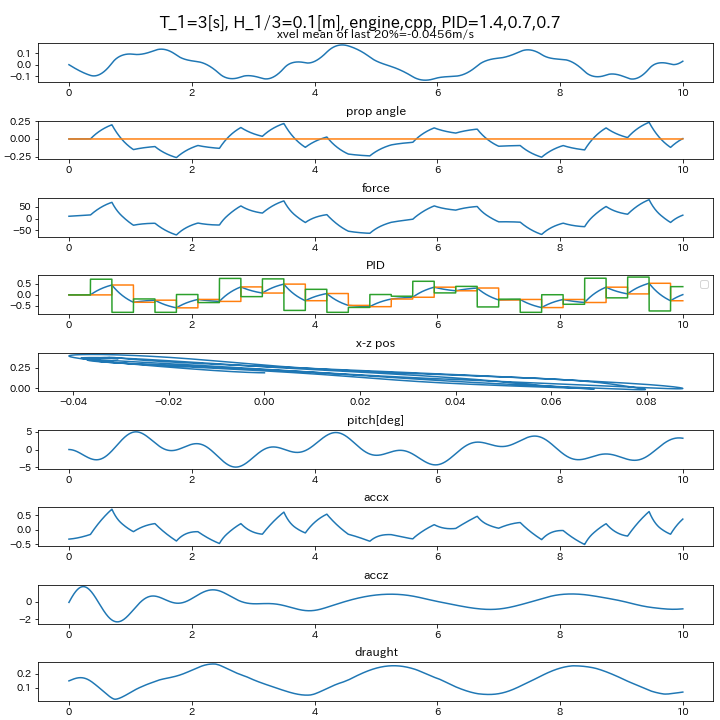 T_1=3[s], H_1/3=0.1[m], engine,cpp, PID=1.4,0.7,0.7
xvel mean of last 20%=-0.0456m/s
0.1
0.0
−0.1
0 2 4 6 8 10
prop angle
0.25
0.00
−0.25
0 2 4 6 8 10
force
50
0
−50
0 2 4 6 8 10
PID
0.5
0.0
−0.5
0 2 4 6 8 10
x-z pos
0.25
0.00
−0.04 −0.02 0.00 0.02 0.04 0.06 0.08
pitch[deg]
5
0
−5
0 2 4 6 8 10
accx
0.5
0.0
−0.5
0 2 4 6 8 10
accz
0
−2
0 2 4 6 8 10
draught
0.2
0.1
0 2 4 6 8 10